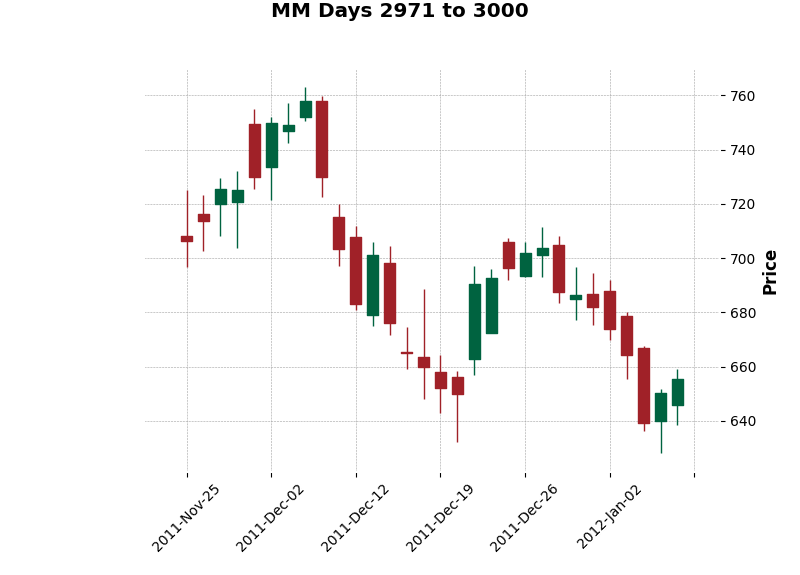 MM Days 2971 to 3000
760
740
720
700
680
660
640
Price
2011-Nov-25
2011-Dec-02
2011-Dec-12
2011-Dec-19
2011-Dec-26
2012-Jan-02